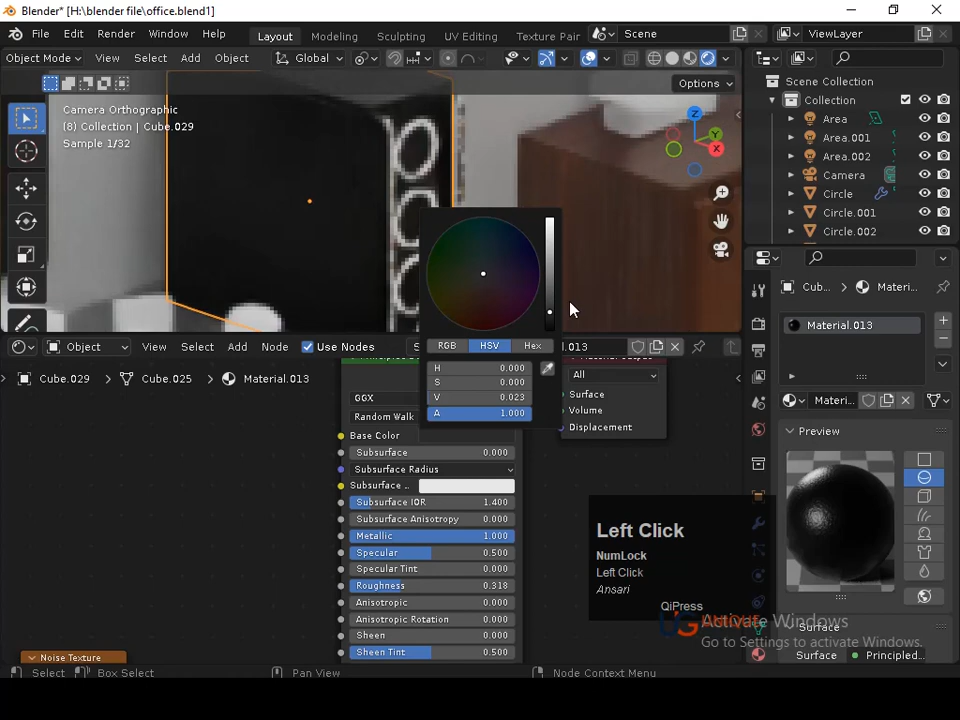 Blender* [H:\blender file\office.blend1]
File Edit Render Window Help Layout Modeling Sculpting UV Editing Texture Pair Scene ViewLayer
Object Mode View Select Add Object Global
Options
Camera Orthographic
(8) Collection | Cube.029
Sample 1/32
Z
Y
X
Scene Collection
Collection
Area
Area.001
Area.002
Camera
Circle
Circle.001
Circle.002
Cub... Materi...
Material.013
Materi...
Preview
Surface
Surface Principled...
RGB HSV Hex
H 0.000
S 0.000
V 0.023
A 1.000
Object View Select Add Node Use Nodes S .013
Cube.029 Cube.025 Material.013
All
Surface
Volume
Displacement
GGX
Random Walk
Base Color
Subsurface 0.000
Subsurface Radius
Subsurface ..
Subsurface IOR 1.400
Subsurface Anisotropy 0.000
Metallic 1.000
Specular 0.500
Specular Tint 0.000
Roughness 0.318
Anisotropic 0.000
Anisotropic Rotation 0.000
Sheen 0.000
Sheen Tint 0.500
Noise Texture
Left Click
NumLock
Left Click
Ansari
QiPress
Activate Windows
Go to Settings to activate Windows.
Select Box Select Pan View Node Context Menu